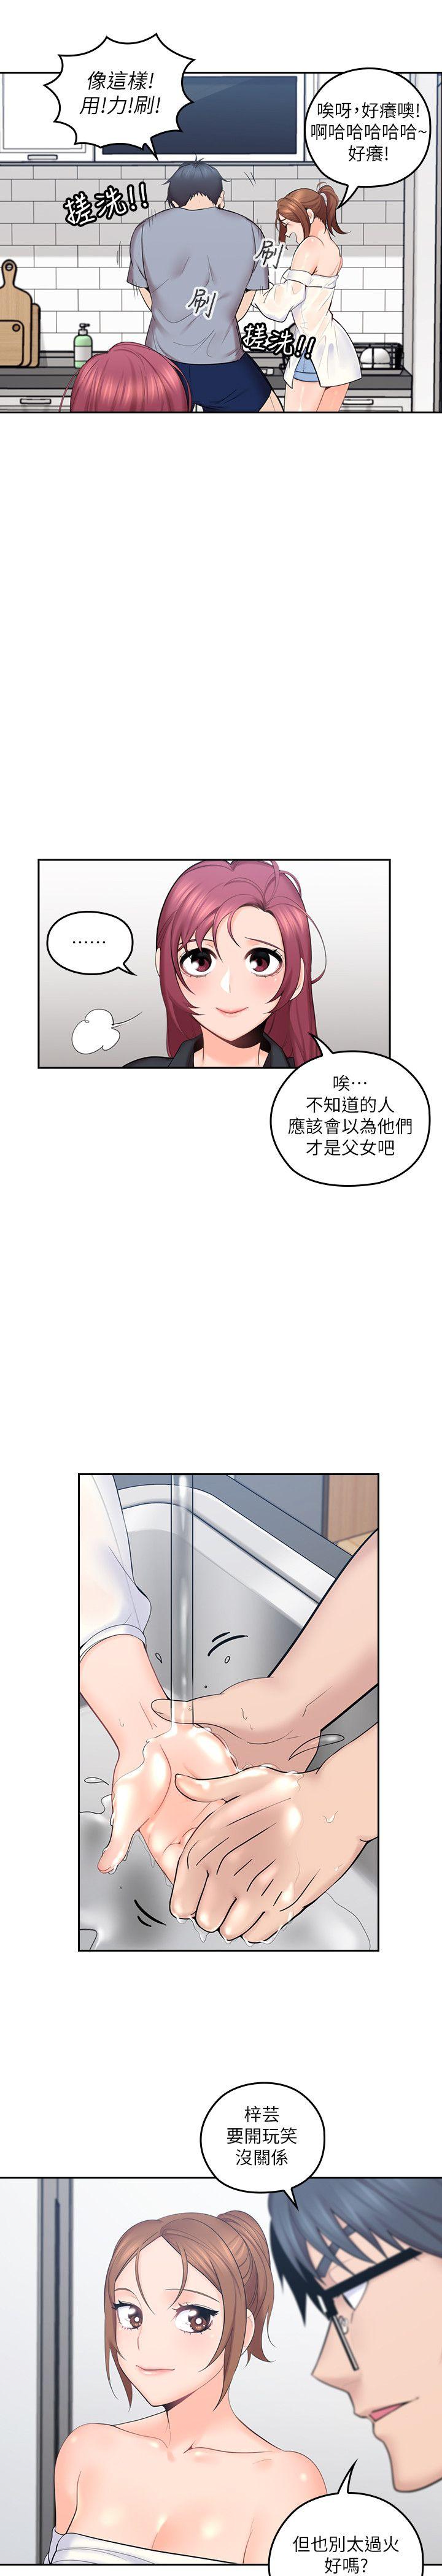 像這樣!
用!力!刷!
唉呀，好癢噢!
啊哈哈哈哈哈~
好癢!
搓洗!!
刷
刷
搓洗!!
……
唉…
不知道的人
應該會以為他們
才是父女吧
梓芸
要開玩笑
沒關係
但也別太過火
好嗎?